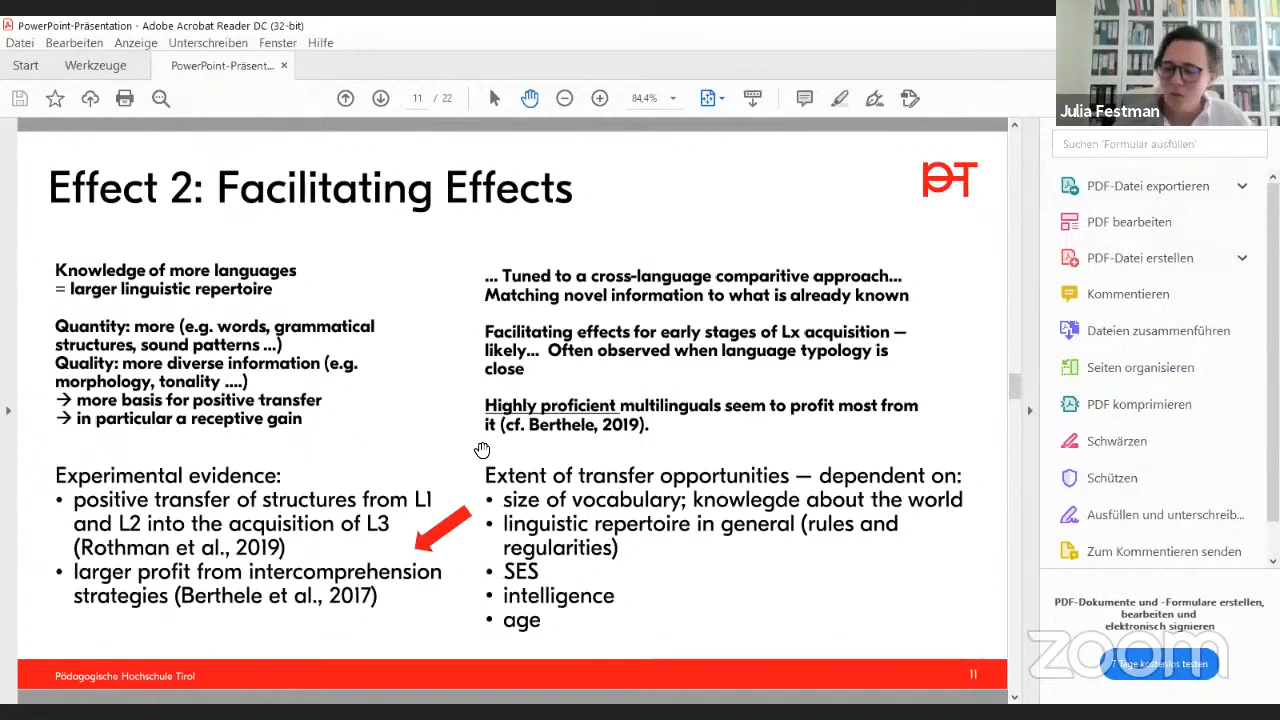 PowerPoint-Präsentation - Adobe Acrobat Reader DC (32-bit)
Datei Bearbeiten Anzeige Unterschreiben Fenster Hilfe
Start Werkzeuge PowerPoint-Präsent... ×
11 / 22 84,4%
Julia Festman
Suchen 'Formular ausfüllen'
Effect 2: Facilitating Effects
Knowledge of more languages
= larger linguistic repertoire
Quantity: more (e.g. words, grammatical
structures, sound patterns ...)
Quality: more diverse information (e.g.
morphology, tonality ....)
→ more basis for positive transfer
→ in particular a receptive gain
Experimental evidence:
• positive transfer of structures from L1
and L2 into the acquisition of L3
(Rothman et al., 2019)
• larger profit from intercomprehension
strategies (Berthele et al., 2017)
... Tuned to a cross-language comparitive approach...
Matching novel information to what is already known
Facilitating effects for early stages of Lx acquisition –
likely... Often observed when language typology is
close
Highly proficient multilinguals seem to profit most from
it (cf. Berthele, 2019).
Extent of transfer opportunities – dependent on:
• size of vocabulary; knowlegde about the world
• linguistic repertoire in general (rules and
regularities)
• SES
• intelligence
• age
Pädagogische Hochschule Tirol
11
PDF-Datei exportieren
PDF bearbeiten
PDF-Datei erstellen
Kommentieren
Dateien zusammenführen
Seiten organisieren
PDF komprimieren
Schwärzen
Schützen
Ausfüllen und unterschreib...
Zum Kommentieren senden
PDF-Dokumente und -Formulare erstellen,
bearbeiten und
elektronisch signieren
7 Tage kostenlos testen
zoom